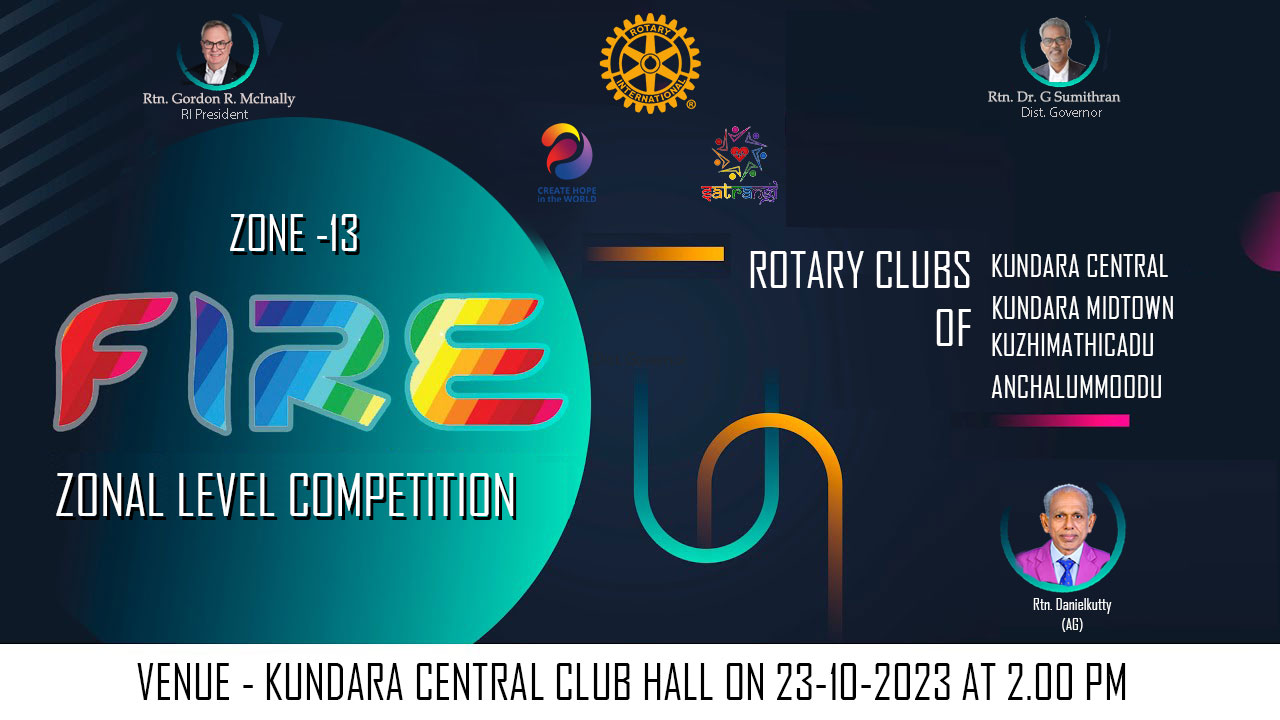 Rtn. Gordon R. McInally
RI President
ROTARY
INTERNATIONAL
®
Rtn. Dr. G Sumithran
Dist. Governor
CREATE HOPE
in the WORLD
satrangi
ZONE -13
FIRE
ZONAL LEVEL COMPETITION
ROTARY CLUBS
OF
KUNDARA CENTRAL
KUNDARA MIDTOWN
KUZHIMATHICADU
ANCHALUMMOODU
Rtn. Danielkutty
(AG)
VENUE - KUNDARA CENTRAL CLUB HALL ON 23-10-2023 AT 2.00 PM